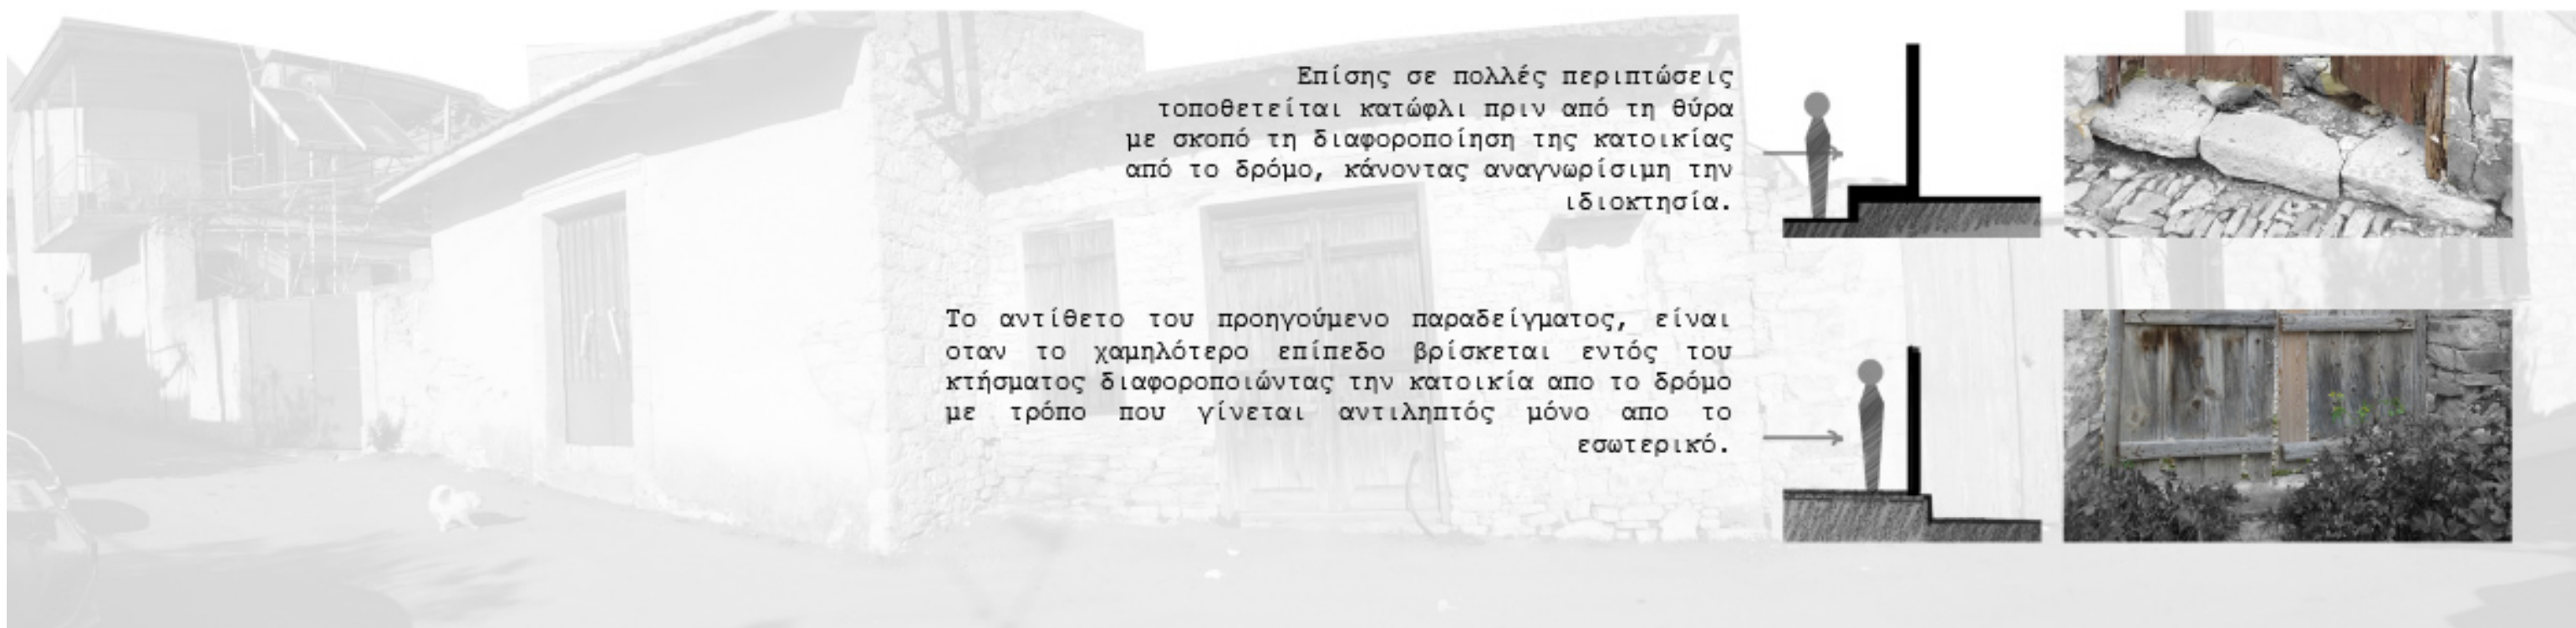 Επίσης σε πολλές περιπτώσεις
τοποθετείται κατώφλι πριν από τη θύρα
με σκοπό τη διαφοροποίηση της κατοικίας
από το δρόμο, κάνοντας αναγνωρίσιμη την
ιδιοκτησία.
Το αντίθετο του προηγούμενο παραδείγματος, είναι
οταν το χαμηλότερο επίπεδο βρίσκεται εντός του
κτήσματος διαφοροποιώντας την κατοικία απο το δρόμο
με τρόπο που γίνεται αντιληπτός μόνο απο το
εσωτερικό.